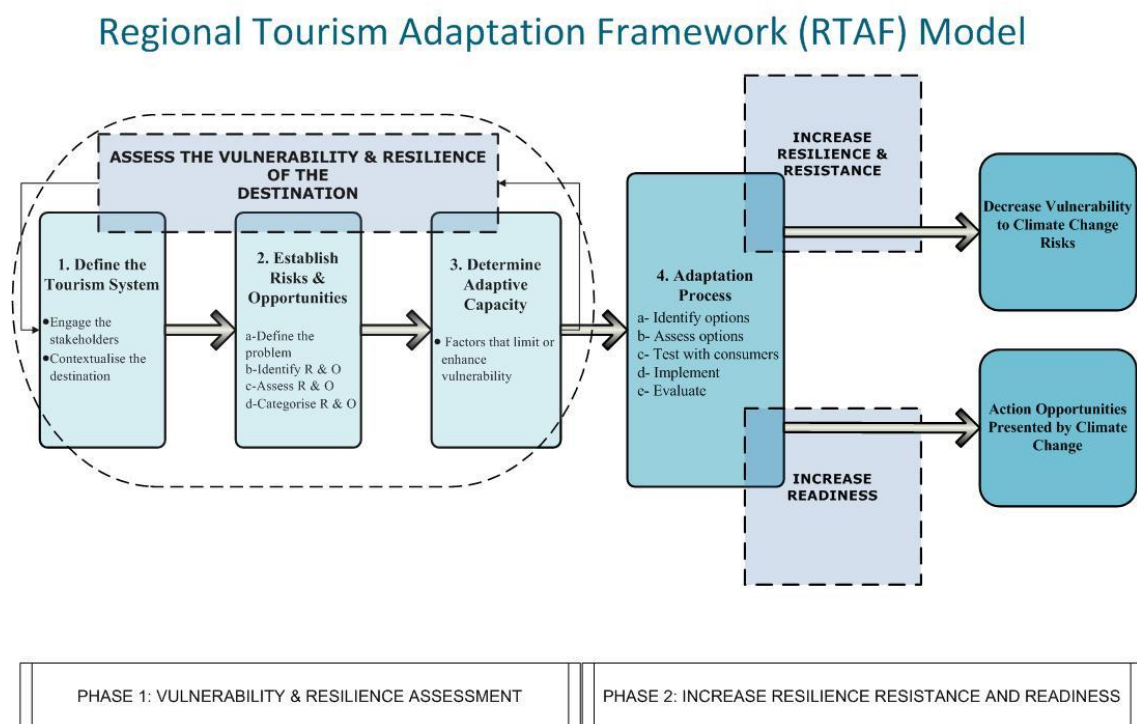 Regional Tourism Adaptation Framework (RTAF) Model
ASSESS THE VULNERABILITY & RESILIENCE
OF THE
DESTINATION
1. Define the
Tourism System
•Engage the
stakeholders
•Contextualise the
destination
2. Establish
Risks &
Opportunities
a-Define the
problem
b-Identify R & O
c-Assess R & O
d-Categorise R & O
3. Determine
Adaptive
Capacity
• Factors that limit or
enhance
vulnerability
4. Adaptation
Process
a- Identify options
b- Assess options
c- Test with consumers
d- Implement
e- Evaluate
INCREASE
RESILIENCE &
RESISTANCE
INCREASE
READINESS
Decrease Vulnerability
to Climate Change
Risks
Action Opportunities
Presented by Climate
Change
PHASE 1: VULNERABILITY & RESILIENCE ASSESSMENT
PHASE 2: INCREASE RESILIENCE RESISTANCE AND READINESS